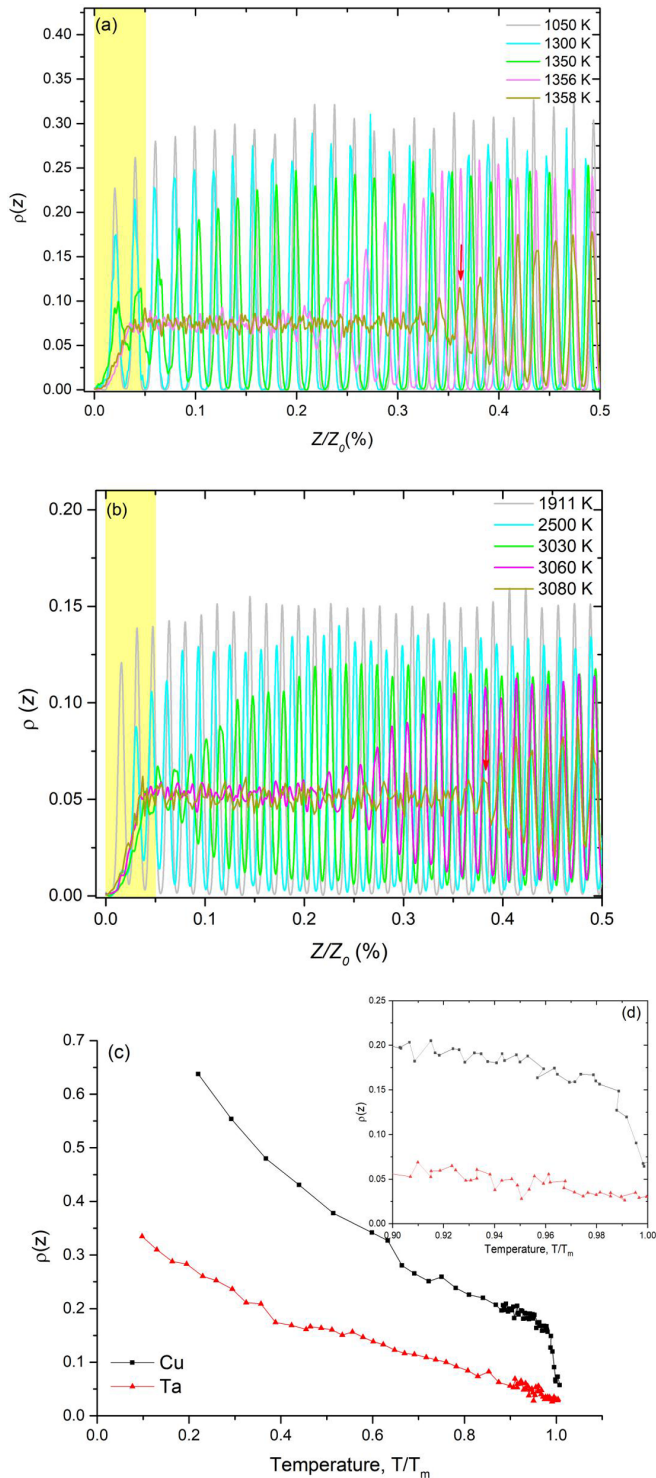 (a)
1050 K
1300 K
1350 K
1356 K
1358 K
0.40
0.35
0.30
0.25
0.20
0.15
0.10
0.05
0.00
ρ(z)
0.0 0.1 0.2 0.3 0.4 0.5
Z/Z₀(%)
(b)
1911 K
2500 K
3030 K
3060 K
3080 K
0.20
0.15
0.10
0.05
0.00
ρ (z)
0.0 0.1 0.2 0.3 0.4 0.5
Z/Z₀ (%)
(c)
0.7
0.6
0.5
0.4
0.3
0.2
0.1
0.0
ρ(z)
Cu
Ta
0.0 0.2 0.4 0.6 0.8 1.0
Temperature, T/Tₘ
(d)
0.25
0.20
0.15
0.10
0.05
0.00
ρ(z)
0.90 0.92 0.94 0.96 0.98 1.00
Temperature, T/Tₘ